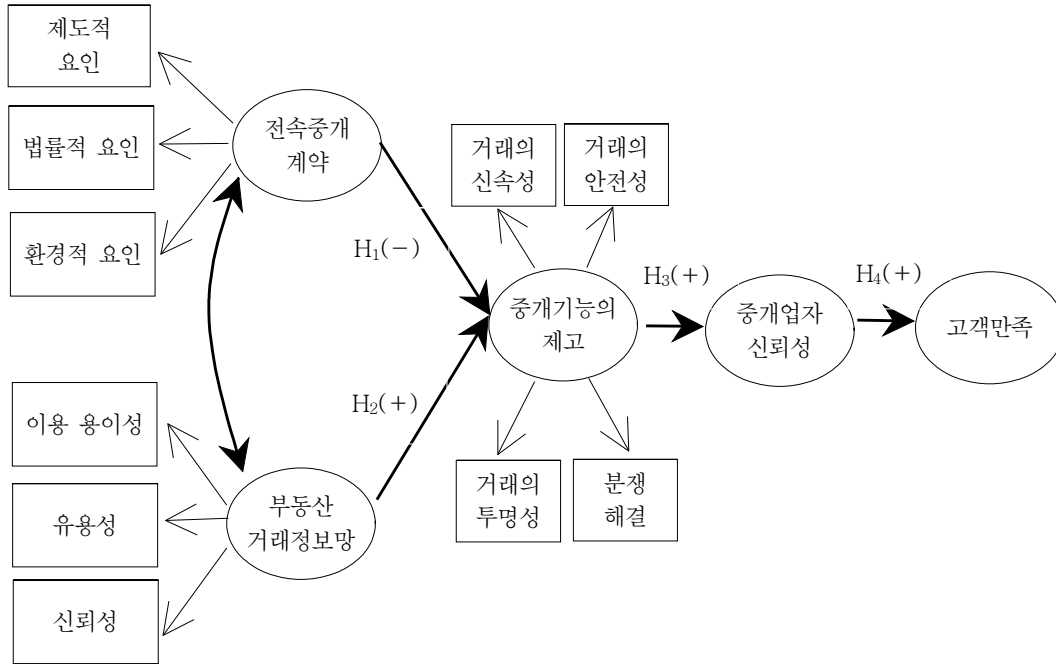 제도적
요인
법률적 요인
환경적 요인
전속중개
계약
거래의
신속성
거래의
안전성
H₁(-)
H₂(+)
중개기능의
제고
H₃(+)
중개업자
신뢰성
H₄(+)
고객만족
이용 용이성
유용성
신뢰성
부동산
거래정보망
거래의
투명성
분쟁
해결